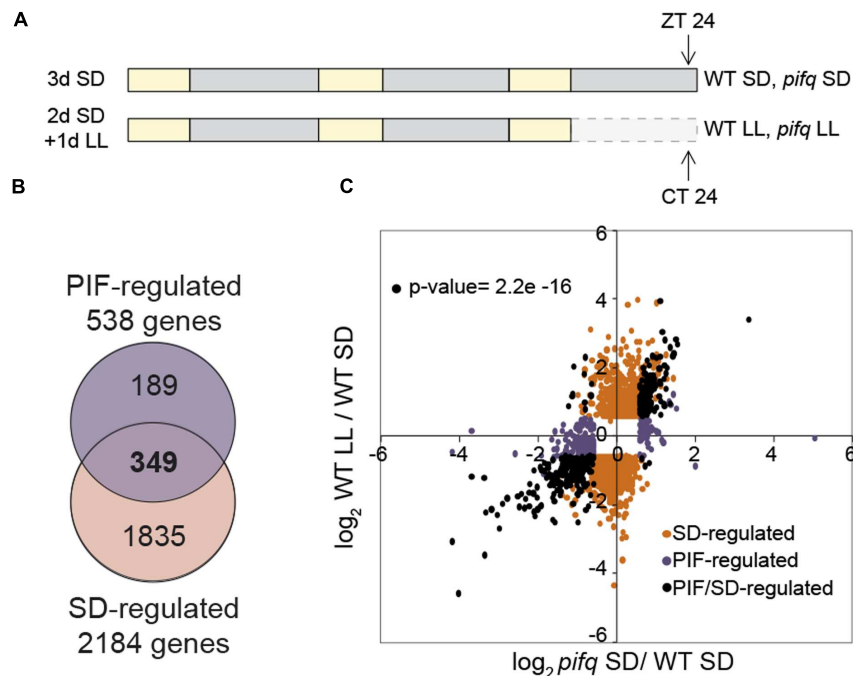 A
ZT 24
3d SD
WT SD, pifq SD
2d SD
+1d LL
WT LL, pifq LL
CT 24
B
PIF-regulated
538 genes
189
349
1835
SD-regulated
2184 genes
C
p-value= 2.2e -16
log2 WT LL / WT SD
6
4
2
0
-2
-4
-6
-6
-4
-2
0
2
4
6
SD-regulated
PIF-regulated
PIF/SD-regulated
log2 pifq SD/ WT SD